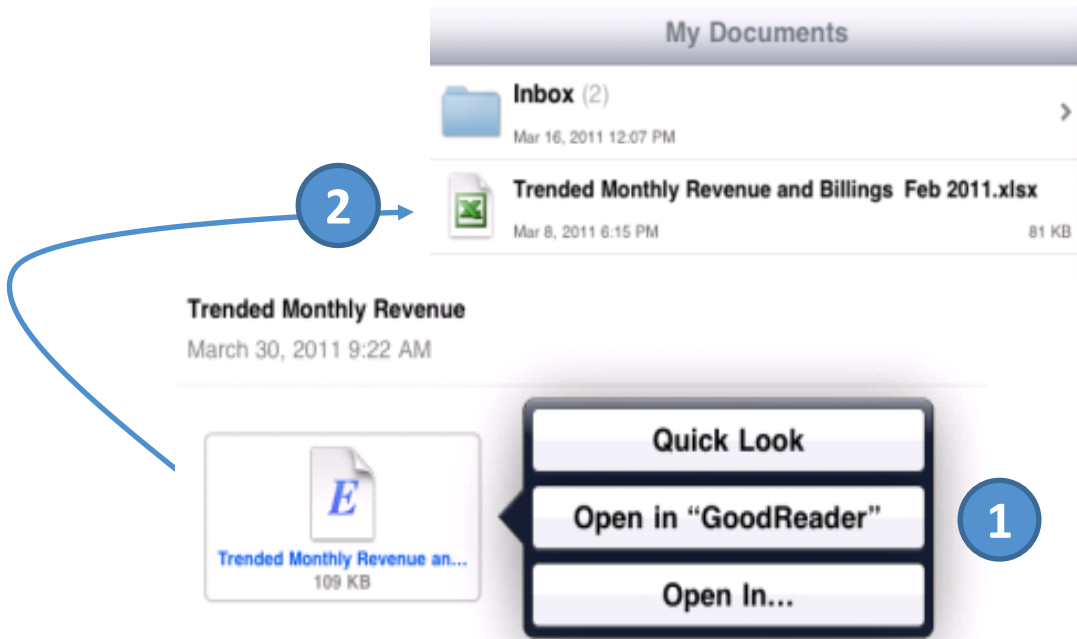 My Documents
Inbox (2)
Mar 16, 2011 12:07 PM
2
Trended Monthly Revenue and Billings Feb 2011.xlsx
Mar 8, 2011 6:15 PM 81 KB
Trended Monthly Revenue
March 30, 2011 9:22 AM
Quick Look
Open in “GoodReader”
1
E
Trended Monthly Revenue an...
109 KB
Open In...